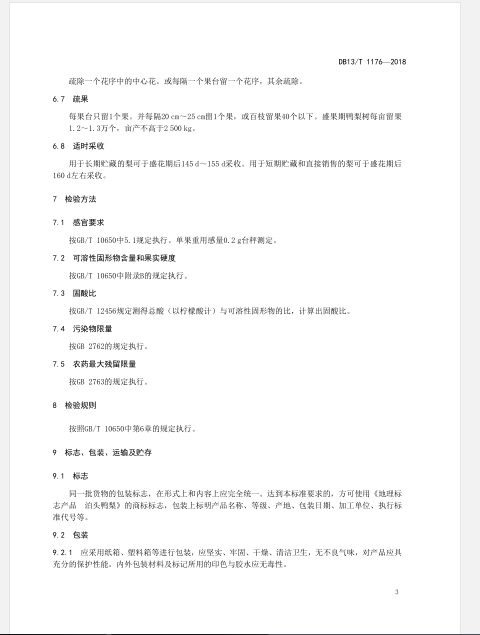 DB13/T 1176—2018
疏除一个花序中的中心花。或每隔一个果台留一个花序，其余疏除。
6.7 疏果
每果台只留1个果。并每隔20 cm～25 cm留1个果，或百枝留果40个以下。盛果期鸭梨树每亩留果
1.2～1.3万个，亩产不高于2 500 kg。
6.8 适时采收
用于长期贮藏的梨可于盛花期后145 d～155 d采收。用于短期贮藏和直接销售的梨可于盛花期后
160 d左右采收。
7 检验方法
7.1 感官要求
按GB/T 10650中5.1规定执行。单果重用感量0.2 g台秤测定。
7.2 可溶性固形物含量和果实硬度
按GB/T 10650中附录B的规定执行。
7.3 固酸比
按GB/T 12456规定测得总酸（以柠檬酸计）与可溶性固形物的比，计算出固酸比。
7.4 污染物限量
按GB 2762的规定执行。
7.5 农药最大残留限量
按GB 2763的规定执行。
8 检验规则
按照GB/T 10650中第6章的规定执行。
9 标志、包装、运输及贮存
9.1 标志
同一批货物的包装标志，在形式上和内容上应完全统一。达到本标准要求的，方可使用《地理标
志产品 泊头鸭梨》的商标标志，包装上标明产品名称、等级、产地、包装日期、加工单位、执行标
准代号等。
9.2 包装
9.2.1 应采用纸箱、塑料箱等进行包装，应坚实、牢固、干燥、清洁卫生，无不良气味，对产品应具
充分的保护性能。内外包装材料及标记所用的印色与胶水应无毒性。
3